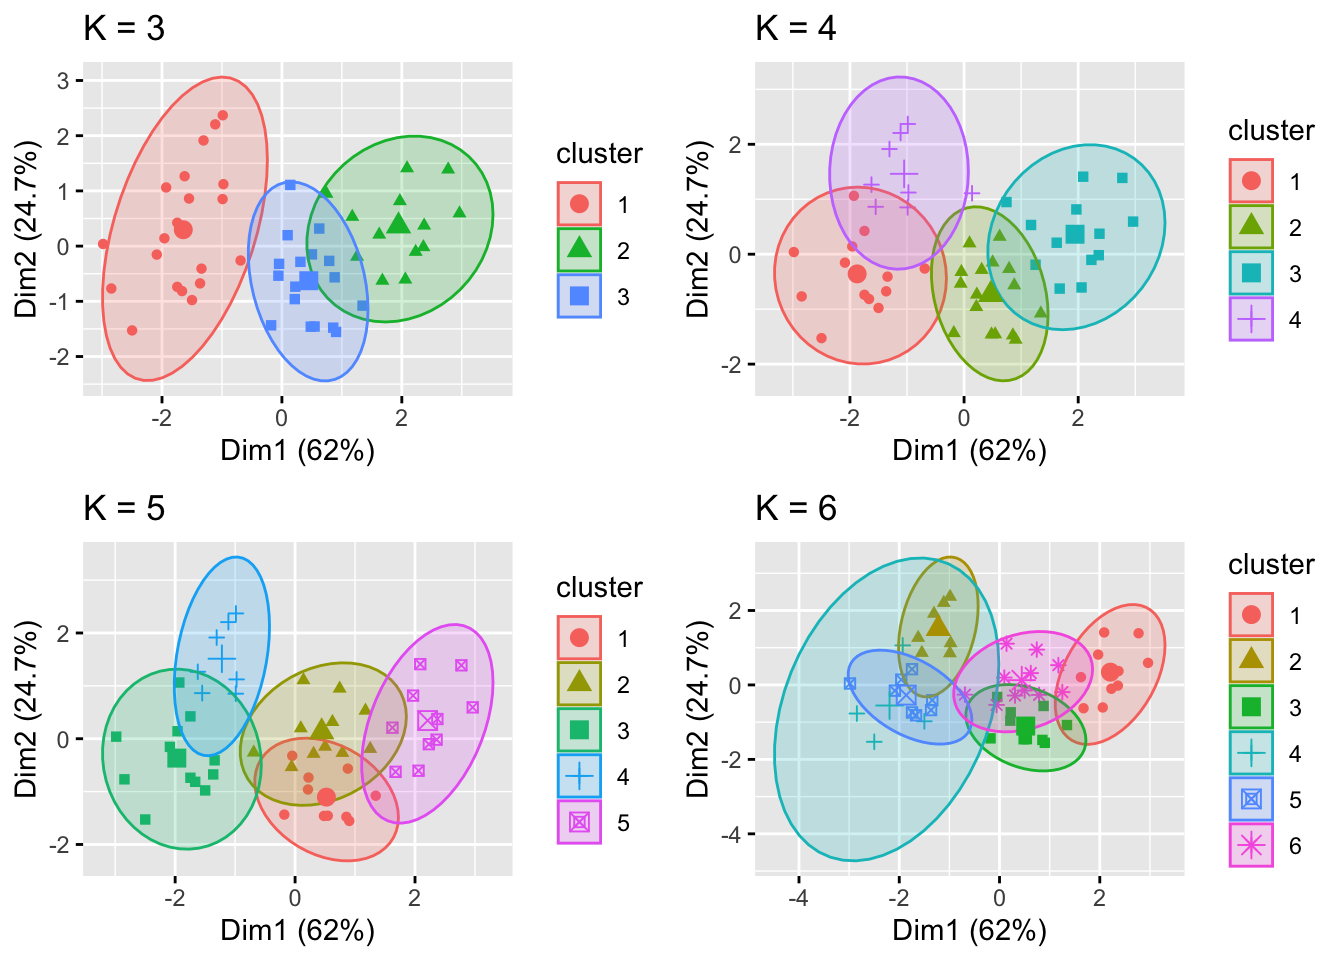 K = 3
3
2
1
0
-1
-2
-2 0 2
Dim1 (62%)
Dim2 (24.7%)
cluster
1
2
3
K = 4
2
0
-2
-2 0 2
Dim1 (62%)
Dim2 (24.7%)
cluster
1
2
3
4
K = 5
2
0
-2
-2 0 2
Dim1 (62%)
Dim2 (24.7%)
cluster
1
2
3
4
5
K = 6
2
0
-2
-4
-4 -2 0 2
Dim1 (62%)
Dim2 (24.7%)
cluster
1
2
3
4
5
6